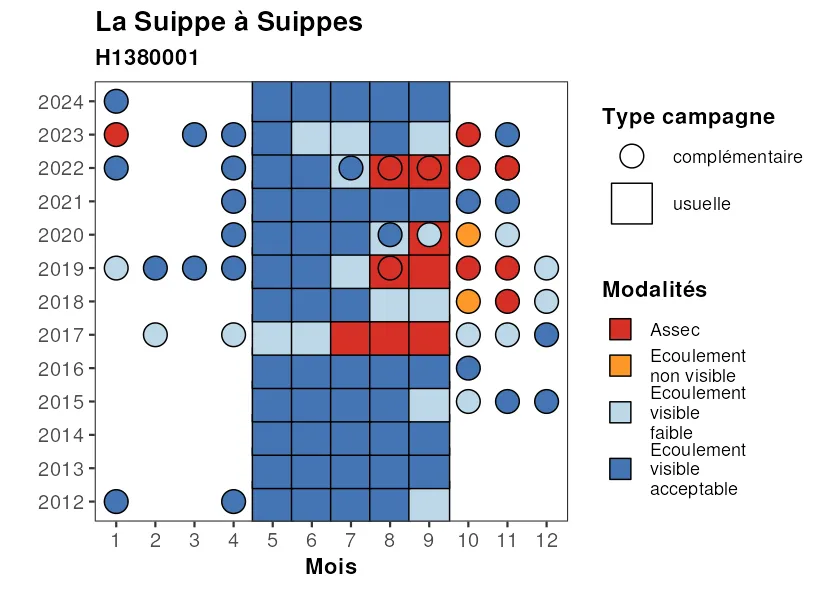 La Suippe à Suippes
H1380001
2024
2023
2022
2021
2020
2019
2018
2017
2016
2015
2014
2013
2012
1 2 3 4 5 6 7 8 9 10 11 12
Mois
Type campagne
complémentaire
usuelle
Modalités
Assec
Ecoulement
non visible
Ecoulement
visible
faible
Ecoulement
visible
acceptable